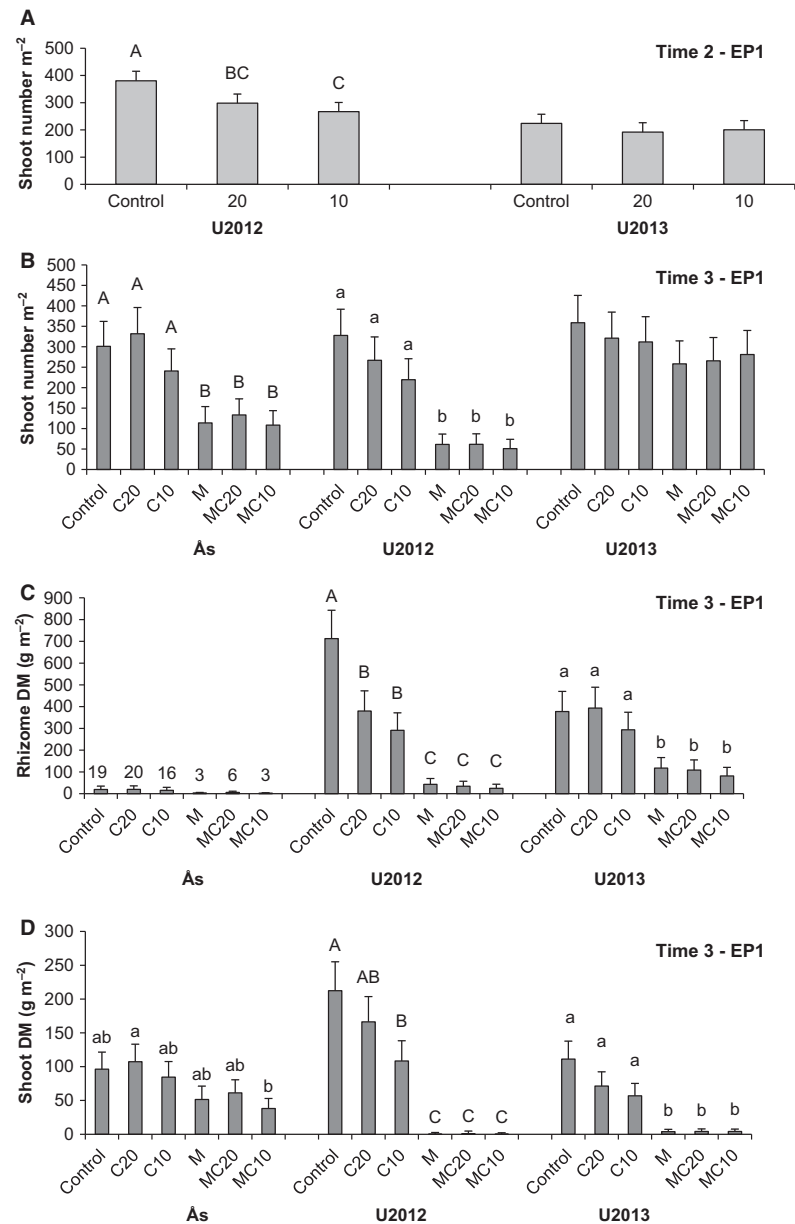 A
Time 2 - EP1
Shoot number m⁻²
500
400
300
200
100
0
A
BC
C
Control
20
10
Control
20
10
U2012
U2013
B
Time 3 - EP1
Shoot number m⁻²
500
450
400
350
300
250
200
150
100
50
0
A
A
A
B
B
B
a
a
a
b
b
b
Control
C20
C10
M
MC20
MC10
Control
C20
C10
M
MC20
MC10
Control
C20
C10
M
MC20
MC10
Ås
U2012
U2013
C
Time 3 - EP1
Rhizome DM (g m⁻²)
900
800
700
600
500
400
300
200
100
0
19
20
16
3
6
3
A
B
B
C
C
C
a
a
a
b
b
b
Control
C20
C10
M
MC20
MC10
Control
C20
C10
M
MC20
MC10
Control
C20
C10
M
MC20
MC10
Ås
U2012
U2013
D
Time 3 - EP1
Shoot DM (g m⁻²)
300
250
200
150
100
50
0
ab
a
ab
ab
ab
b
A
AB
B
C
C
C
a
a
a
b
b
b
Control
C20
C10
M
MC20
MC10
Control
C20
C10
M
MC20
MC10
Control
C20
C10
M
MC20
MC10
Ås
U2012
U2013